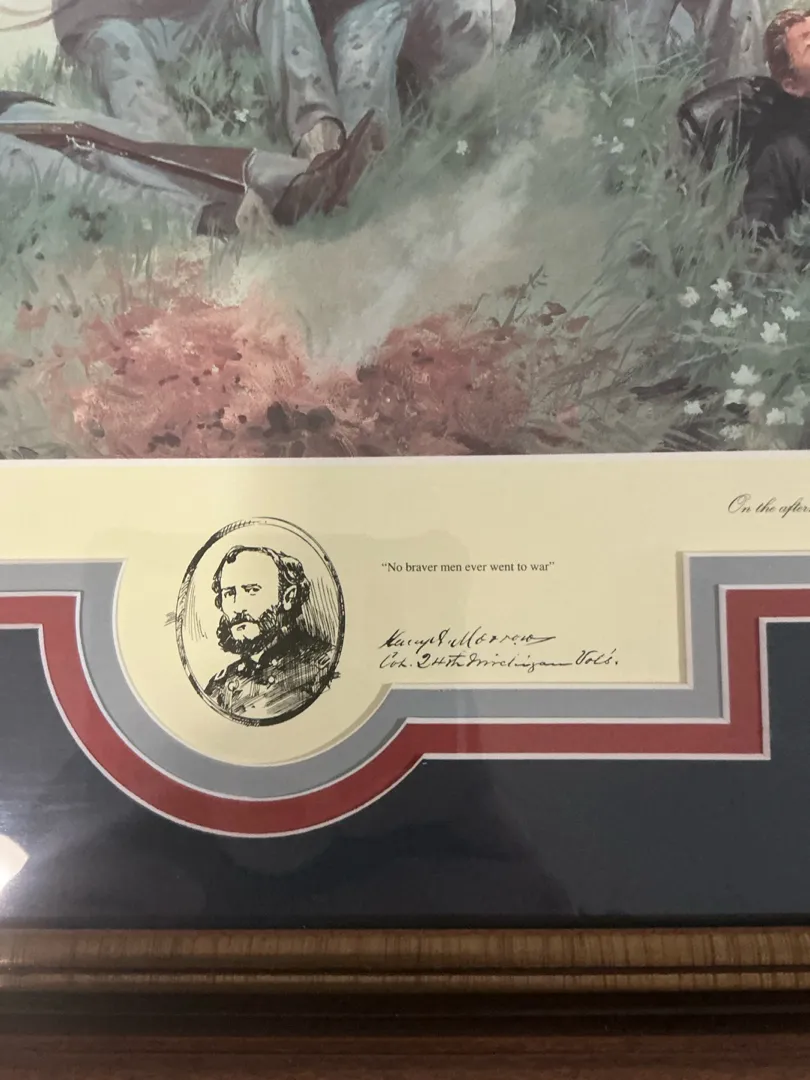 On the after
“No braver men ever went to war”
Henry A. Morrow
Col. 24th Michigan Vols.